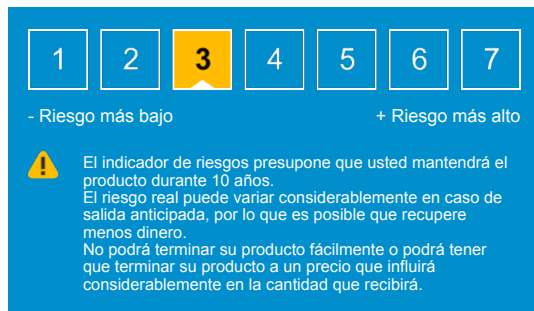 1 2 3 4 5 6 7
- Riesgo más bajo + Riesgo más alto
El indicador de riesgos presupone que usted mantendrá el
producto durante 10 años.
El riesgo real puede variar considerablemente en caso de
salida anticipada, por lo que es posible que recupere
menos dinero.
No podrá terminar su producto fácilmente o podrá tener
que terminar su producto a un precio que influirá
considerablemente en la cantidad que recibirá.